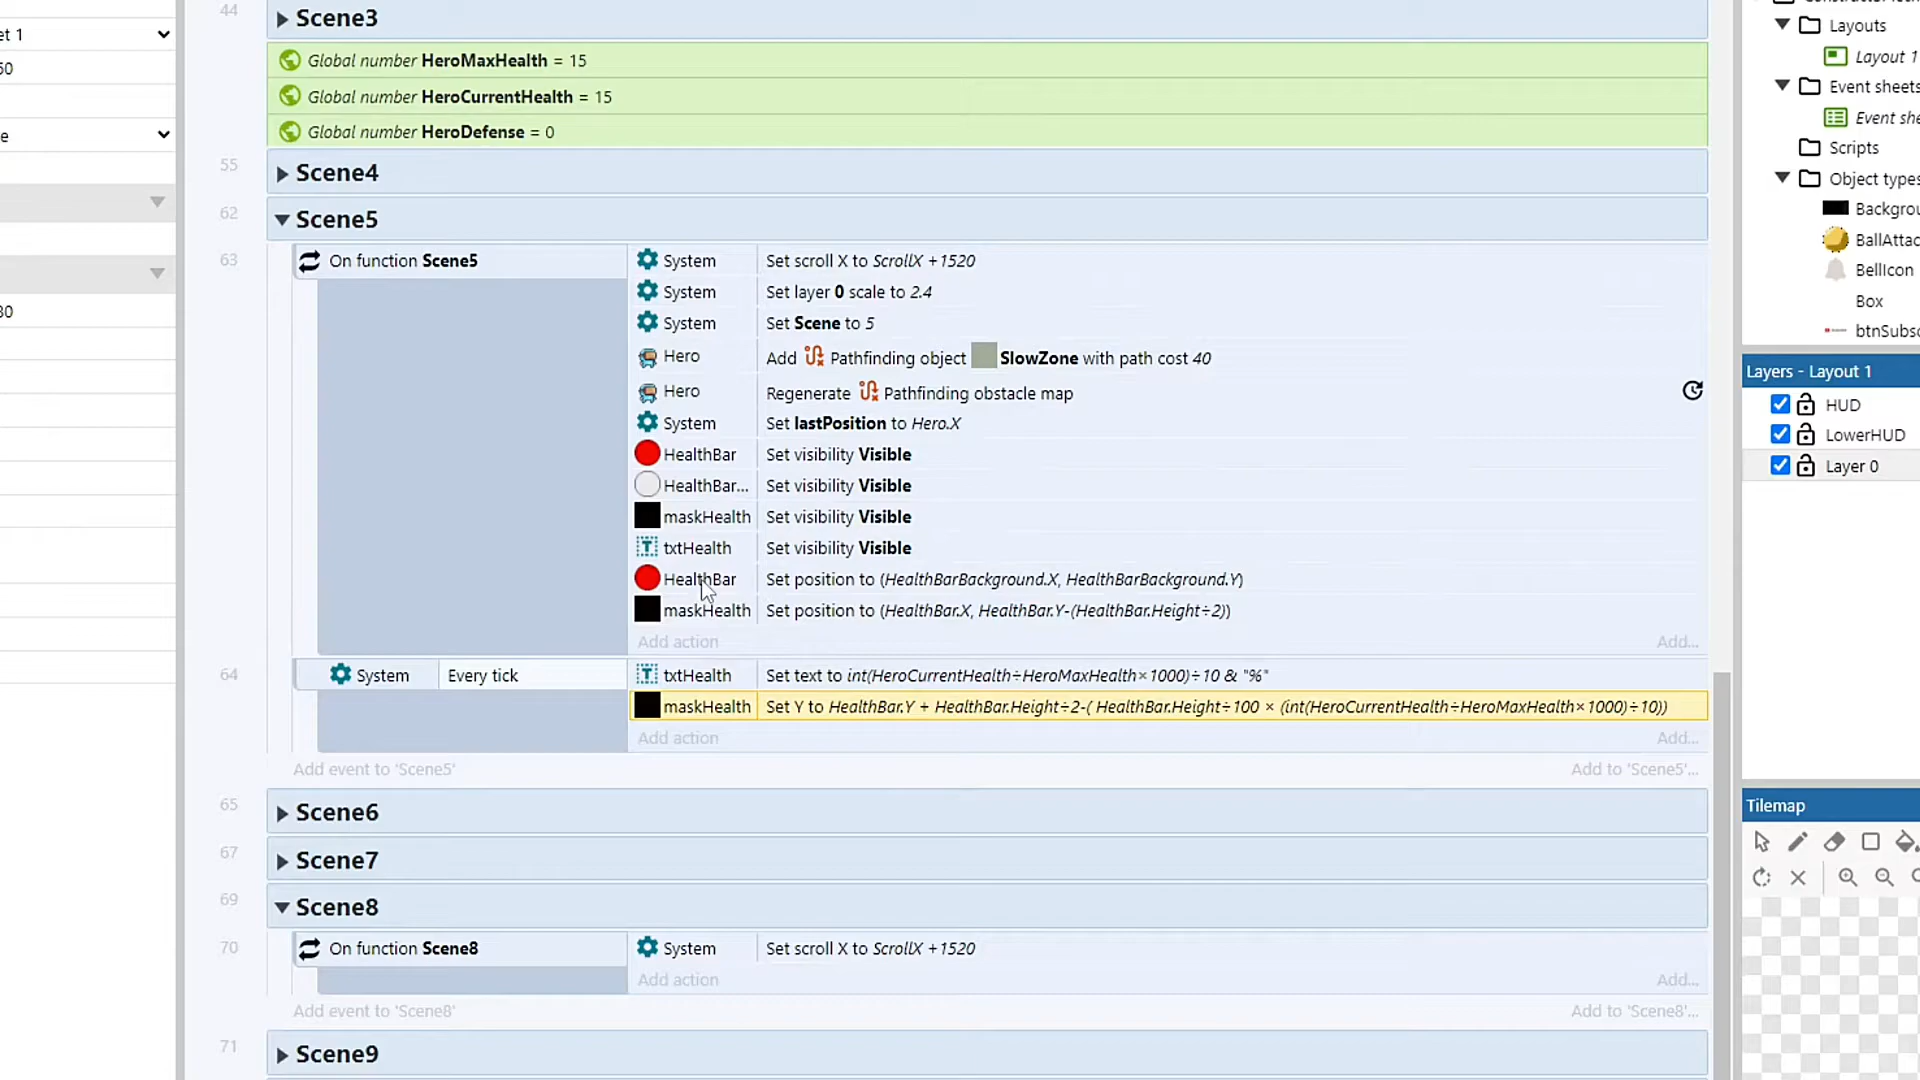 44
Scene3
et 1
Global number HeroMaxHealth = 15
Global number HeroCurrentHealth = 15
Global number HeroDefense = 0
55
Scene4
62
Scene5
63
On function Scene5
System Set scroll X to ScrollX +1520
System Set layer 0 scale to 2.4
System Set Scene to 5
Hero Add Pathfinding object SlowZone with path cost 40
Hero Regenerate Pathfinding obstacle map
System Set lastPosition to Hero.X
HealthBar Set visibility Visible
HealthBar... Set visibility Visible
maskHealth Set visibility Visible
txtHealth Set visibility Visible
HealthBar Set position to (HealthBarBackground.X, HealthBarBackground.Y)
maskHealth Set position to (HealthBar.X, HealthBar.Y-(HealthBar.Height÷2))
Add action Add...
64
System Every tick
txtHealth Set text to int(HeroCurrentHealth÷HeroMaxHealth×1000)÷10 & "%"
maskHealth Set Y to HealthBar.Y + HealthBar.Height÷2-( HealthBar.Height÷100 × (int(HeroCurrentHealth÷HeroMaxHealth×1000)÷10))
Add action Add...
Add event to 'Scene5' Add to 'Scene5'...
65
Scene6
67
Scene7
69
Scene8
70
On function Scene8
System Set scroll X to ScrollX +1520
Add action Add...
Add event to 'Scene8' Add to 'Scene8'...
71
Scene9
Layouts
Layout 1
Event sheets
Event she
Scripts
Object types
Backgrou
BallAttac
BellIcon
Box
btnSubsc
Layers - Layout 1
HUD
LowerHUD
Layer 0
Tilemap